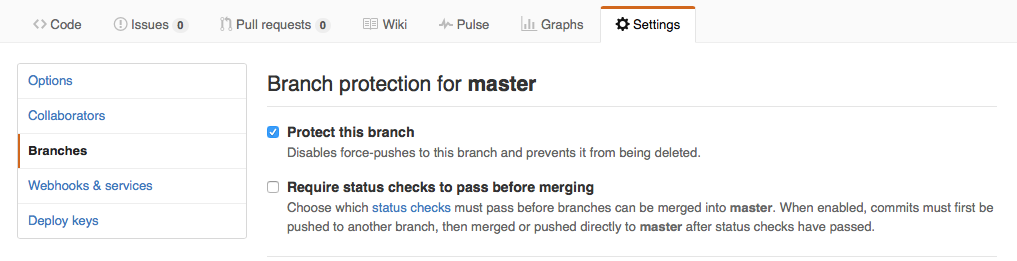 Code Issues 0 Pull requests 0 Wiki Pulse Graphs Settings
Options
Collaborators
Branches
Webhooks & services
Deploy keys
Branch protection for master
Protect this branch
Disables force-pushes to this branch and prevents it from being deleted.
Require status checks to pass before merging
Choose which status checks must pass before branches can be merged into master. When enabled, commits must first be
pushed to another branch, then merged or pushed directly to master after status checks have passed.